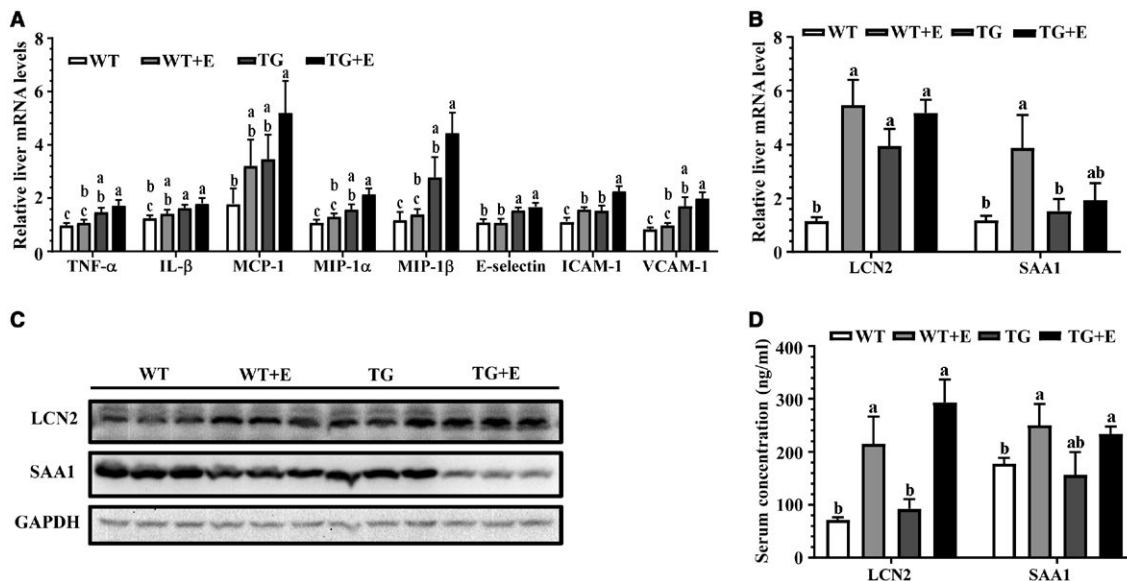 A
Relative liver mRNA levels
8
6
4
2
0
WT WT+E TG TG+E
c c b a b a
c b c a b a a
b a b a b a
c b c a b a
c b c a b a
b b a a
c b b a
c c a b a
TNF-α IL-β MCP-1 MIP-1α MIP-1β E-selectin ICAM-1 VCAM-1
B
Relative liver mRNA level
8
6
4
2
0
WT WT+E TG TG+E
b a a a
b a b ab
LCN2 SAA1
C
WT WT+E TG TG+E
LCN2
SAA1
GAPDH
D
Serum concentration (ng/ml)
400
300
200
100
0
WT WT+E TG TG+E
b a b a
b a ab a
LCN2 SAA1